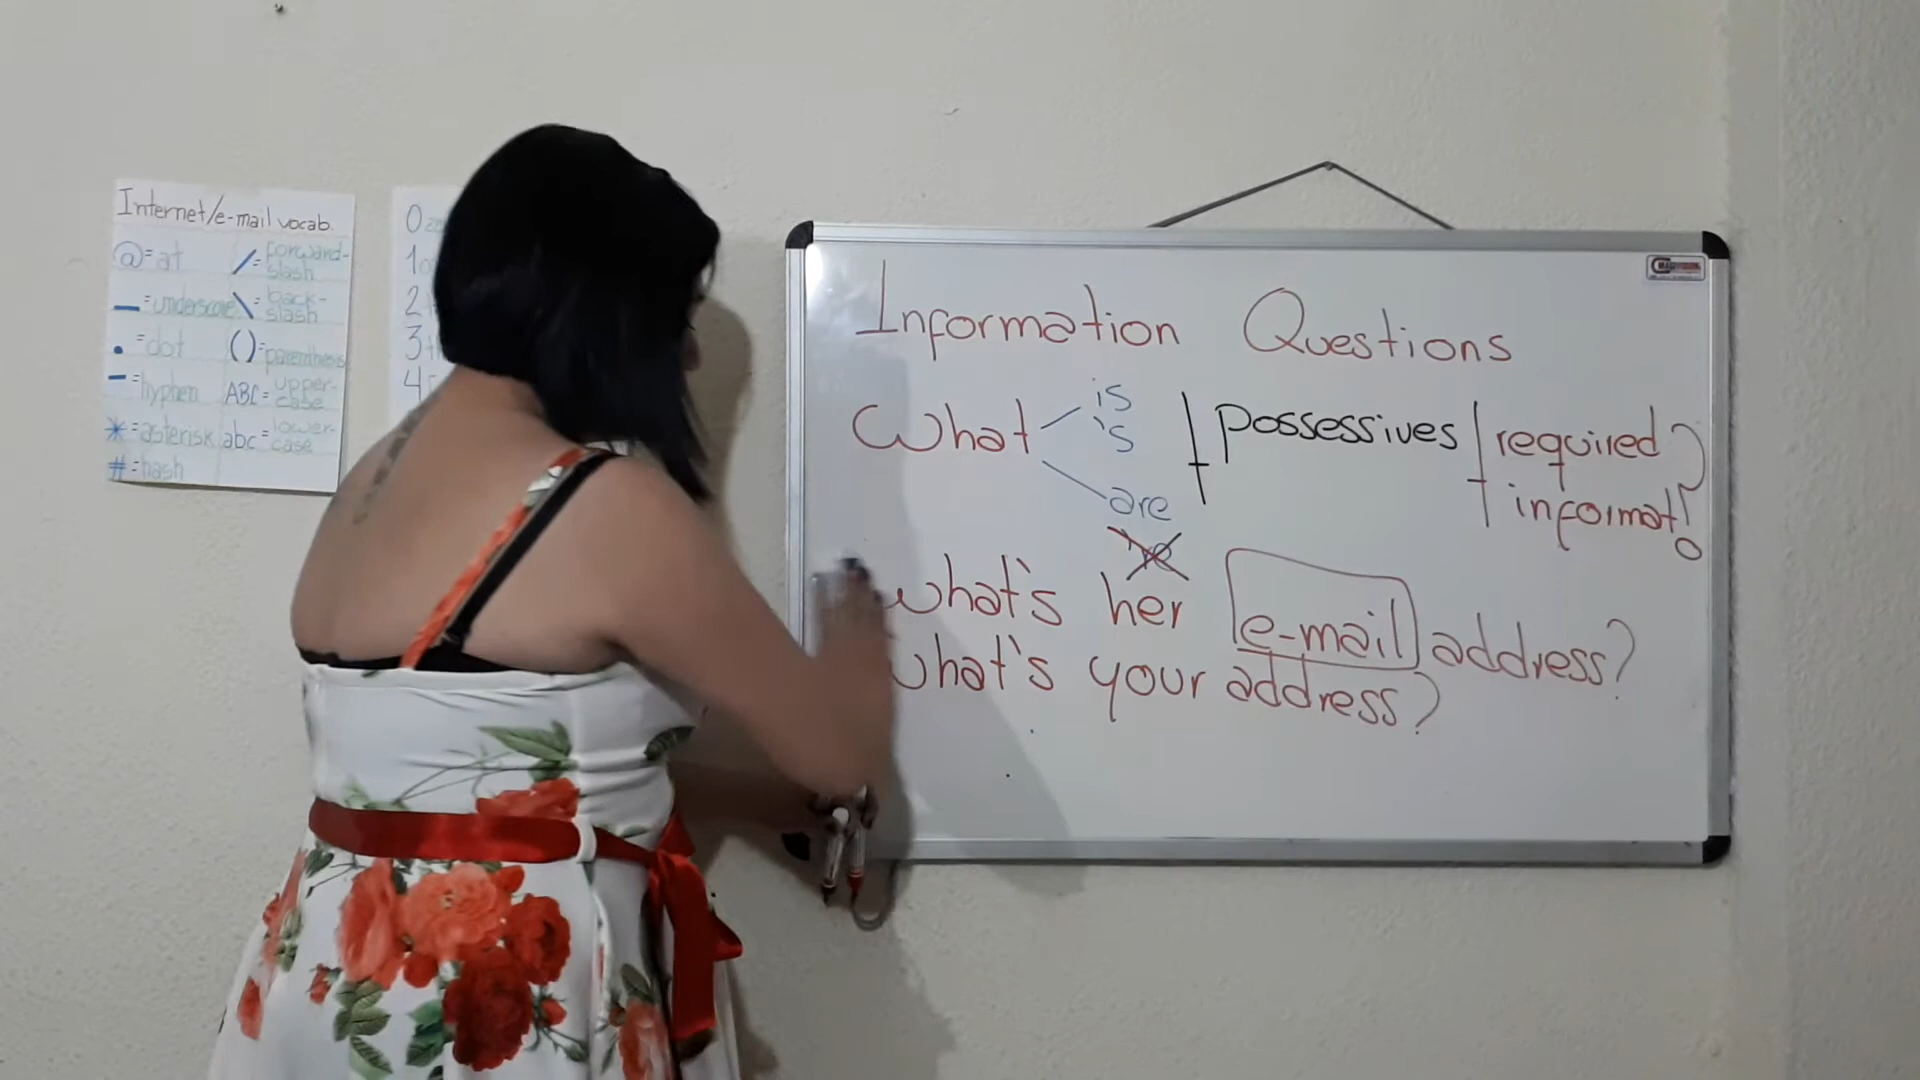 Internet/e-mail vocab.
@=at /=forward-slash
_=underscore \=back-slash
.=dot ()=parenthesis
-=hyphen ABC=upper-case
*=asterisk abc=lower-case
#=hash
0
1
2
3
4
Information Questions
What is
's
are
+ possessives + required
informat ?
what's her e-mail address?
what's your address?